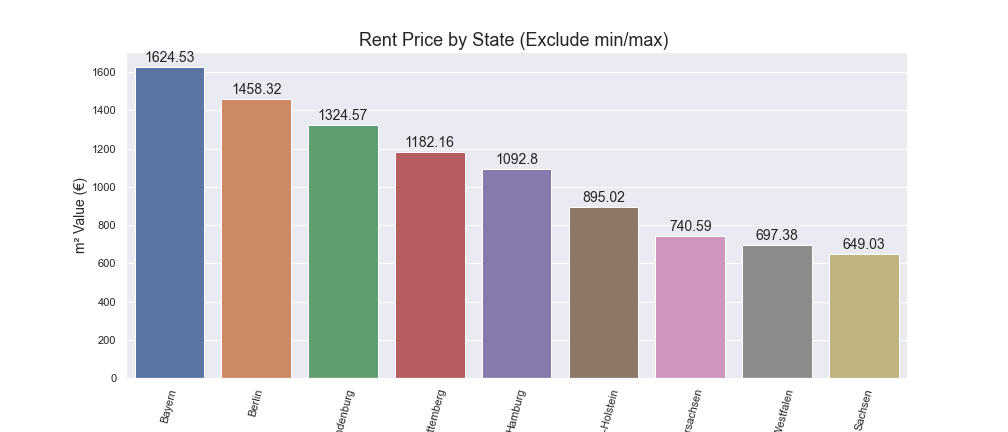 Rent Price by State (Exclude min/max)
m² Value (€)
1600
1400
1200
1000
800
600
400
200
0
1624.53
1458.32
1324.57
1182.16
1092.8
895.02
740.59
697.38
649.03
Bayern
Berlin
ndenburg
ttemberg
Hamburg
-Holstein
rsachsen
Westfalen
Sachsen